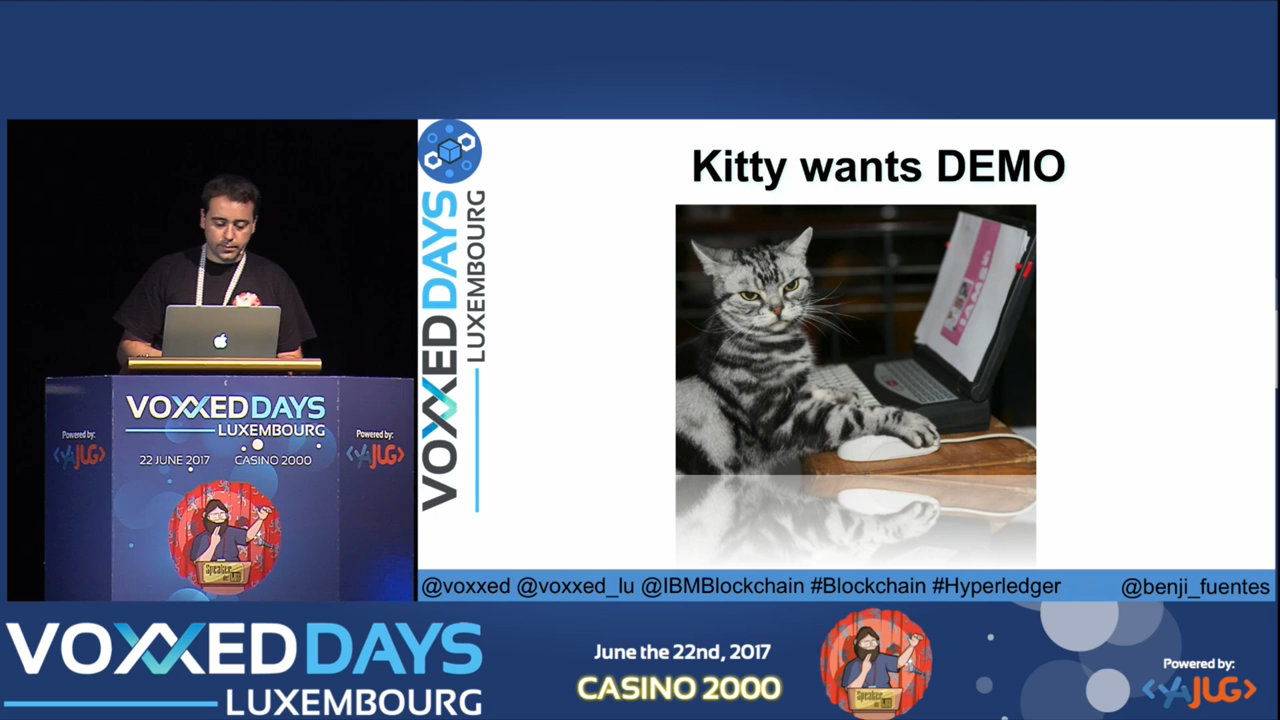 Kitty wants DEMO
VOXXED DAYS
LUXEMBOURG
@voxxed @voxxed_lu @IBMBlockchain #Blockchain #Hyperledger
@benji_fuentes
VOXXED DAYS
LUXEMBOURG
Powered by:
<YAJUG>
22 JUNE 2017
CASINO 2000
Powered by:
<YAJUG>
Speaker
VOXXED DAYS
LUXEMBOURG
June the 22nd, 2017
CASINO 2000
Speaker
Powered by:
<YAJUG>